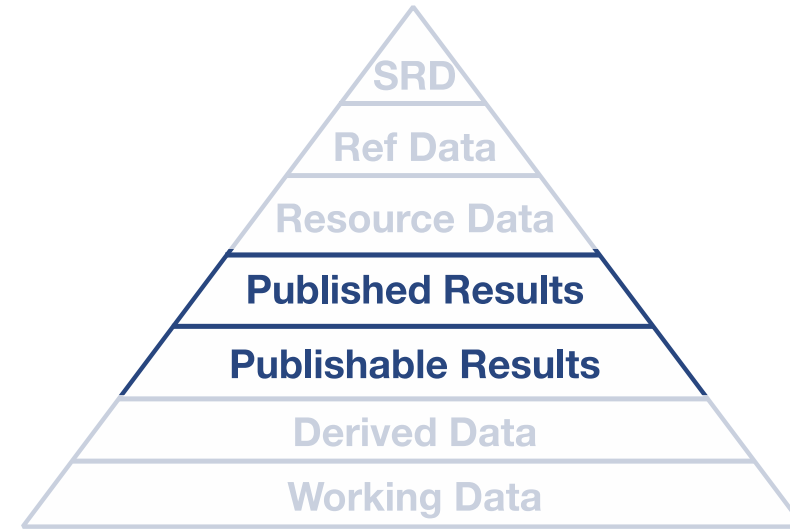 SRD
Ref Data
Resource Data
Published Results
Publishable Results
Derived Data
Working Data